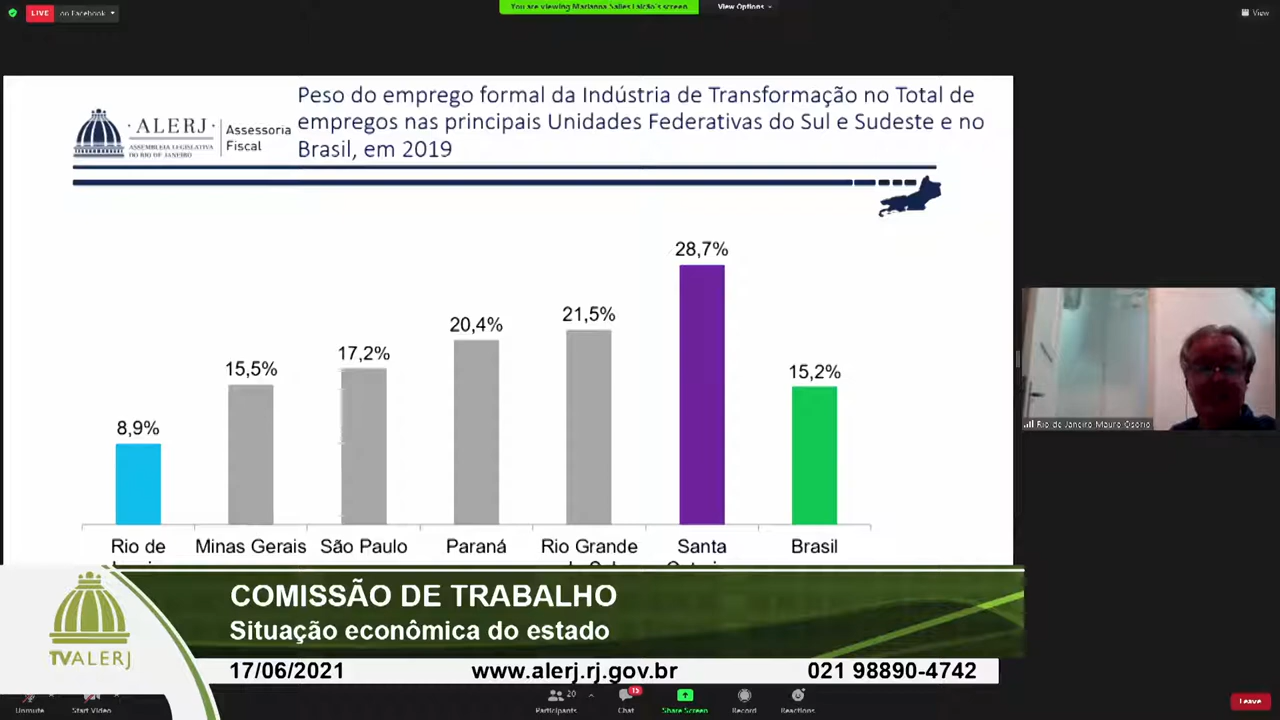 LIVE
on Facebook
You are viewing Marianna Salles Falcão's screen
View Options
View
ALERJ
ASSEMBLEIA LEGISLATIVA
DO RIO DE JANEIRO
Assessoria
Fiscal
Peso do emprego formal da Indústria de Transformação no Total de
empregos nas principais Unidades Federativas do Sul e Sudeste e no
Brasil, em 2019
28,7%
21,5%
20,4%
17,2%
15,5%
15,2%
8,9%
Rio de
Minas Gerais
São Paulo
Paraná
Rio Grande
Santa
Brasil
Rio de Janeiro Mauro Osorio
COMISSÃO DE TRABALHO
Situação econômica do estado
TVALERJ
17/06/2021
www.alerj.rj.gov.br
021 98890-4742
Unmute
Start Video
Participants
20
Chat
15
Share Screen
Record
Reactions
Leave